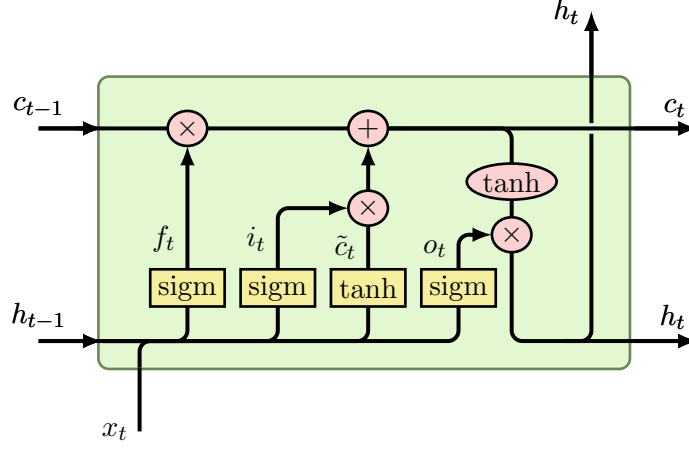 h_t
c_{t-1}
c_t
×
+
tanh
×
×
f_t
i_t
c̃_t
o_t
sigm
sigm
tanh
sigm
h_{t-1}
h_t
x_t